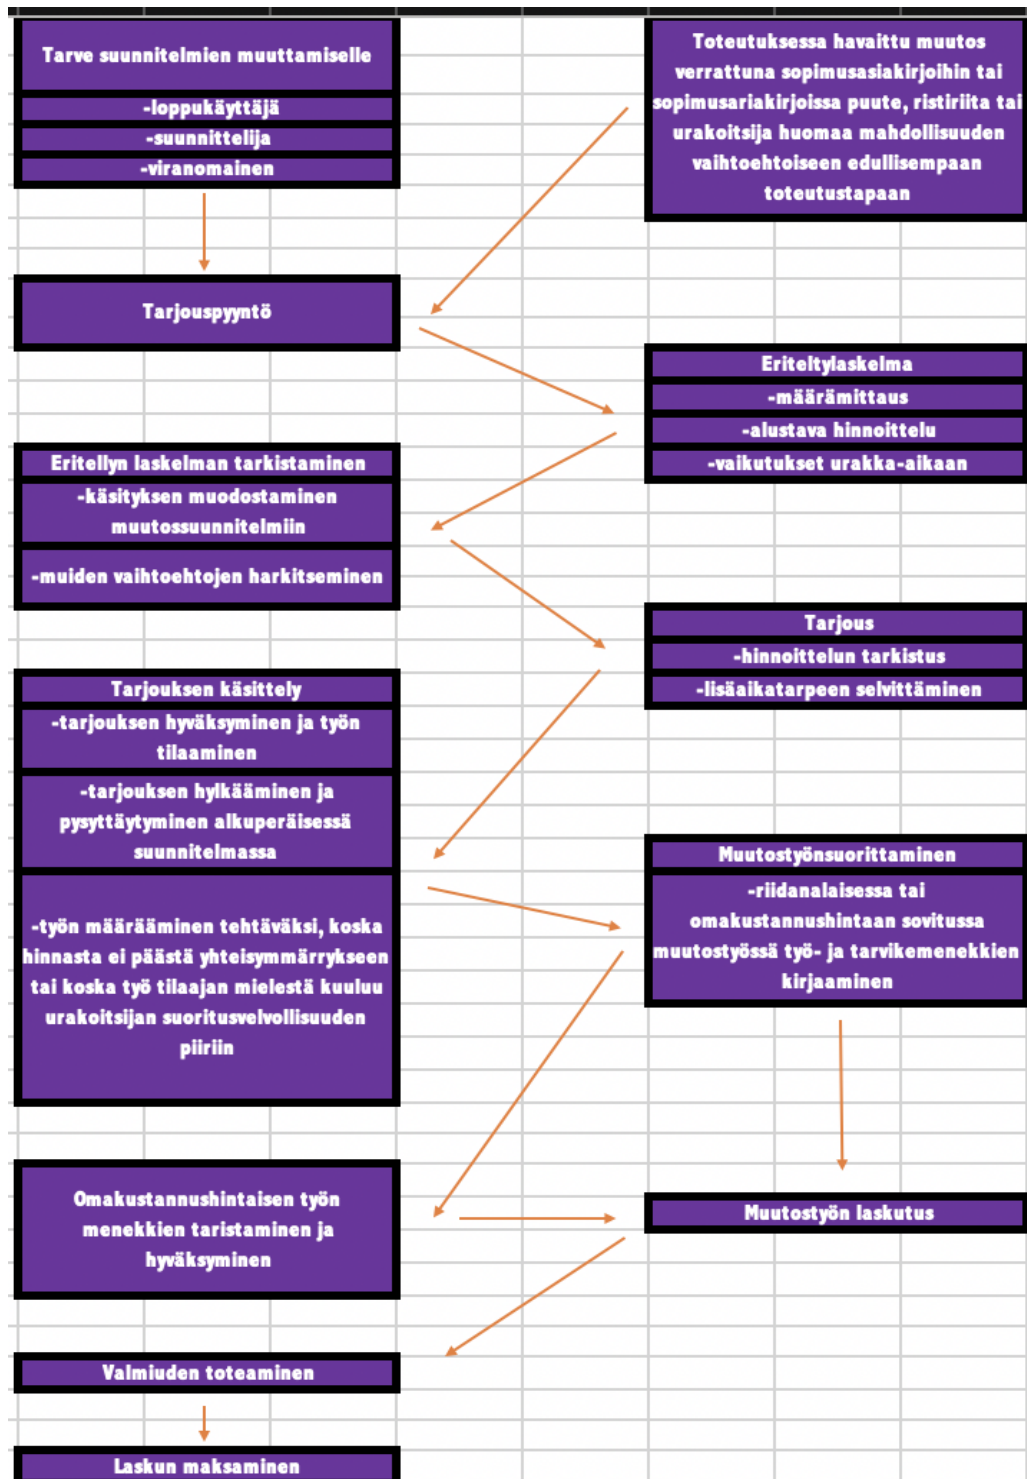 Tarve suunnitelmien muuttamiselle
-loppukäyttäjä
-suunnittelija
-viranomainen
Toteutuksessa havaittu muutos
verrattuna sopimusasiakirjoihin tai
sopimusariakirjoissa puute, ristiriita tai
urakoitsija huomaa mahdollisuuden
vaihtoehtoiseen edullisempaan
toteutustapaan
Tarjouspyyntö
Eriteltylaskelma
-määrämittaus
-alustava hinnoittelu
-vaikutukset urakka-aikaan
Eritellyn laskelman tarkistaminen
-käsityksen muodostaminen
muutossuunnitelmiin
-muiden vaihtoehtojen harkitseminen
Tarjous
-hinnoittelun tarkistus
-lisäaikatarpeen selvittäminen
Tarjouksen käsittely
-tarjouksen hyväksyminen ja työn
tilaaminen
-tarjouksen hylkääminen ja
pysyttäytyminen alkuperäisessä
suunnitelmassa
-työn määrääminen tehtäväksi, koska
hinnasta ei päästä yhteisymmärrykseen
tai koska työ tilaajan mielestä kuuluu
urakoitsijan suoritusvelvollisuuden
piiriin
Muutostyönsuorittaminen
-riidanalaisessa tai
omakustannushintaan sovitussa
muutostyössä työ- ja tarvikemenekkien
kirjaaminen
Omakustannushintaisen työn
menekkien taristaminen ja
hyväksyminen
Muutostyön laskutus
Valmiuden toteaminen
Laskun maksaminen